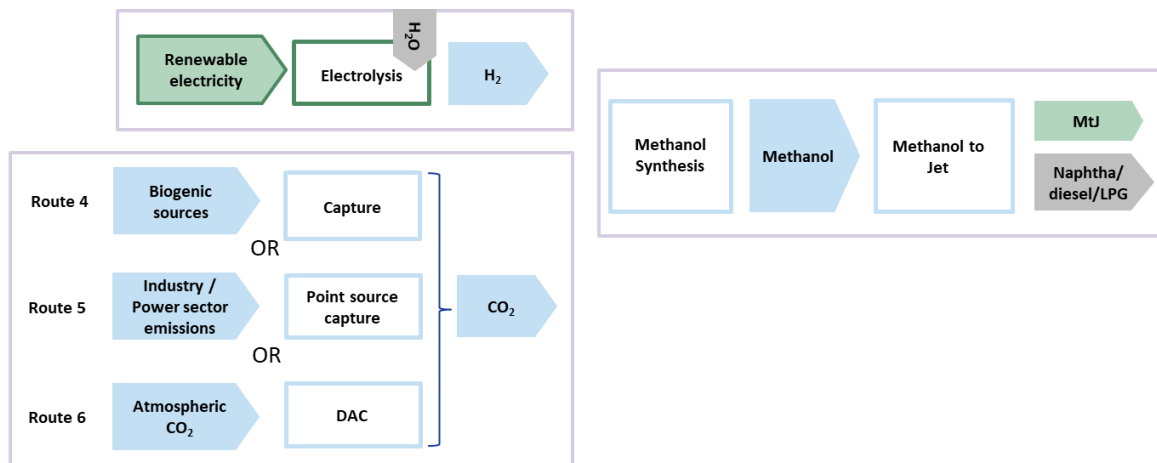 Renewable
electricity
Electrolysis
H₂O
H₂
Route 4
Biogenic
sources
Capture
OR
Route 5
Industry /
Power sector
emissions
Point source
capture
CO₂
OR
Route 6
Atmospheric
CO₂
DAC
Methanol
Synthesis
Methanol
Methanol to
Jet
MtJ
Naphtha/
diesel/LPG